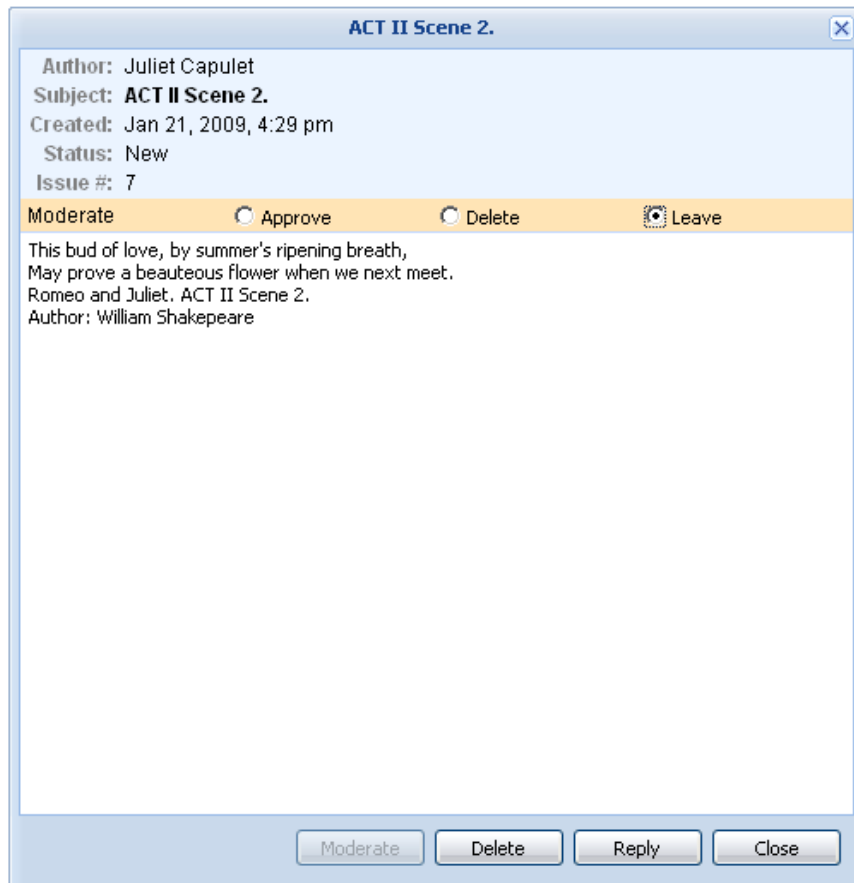 ACT II Scene 2.
Author: Juliet Capulet
Subject: ACT II Scene 2.
Created: Jan 21, 2009, 4:29 pm
Status: New
Issue #: 7
Moderate Approve Delete Leave
This bud of love, by summer's ripening breath,
May prove a beauteous flower when we next meet.
Romeo and Juliet. ACT II Scene 2.
Author: William Shakepeare
Moderate Delete Reply Close